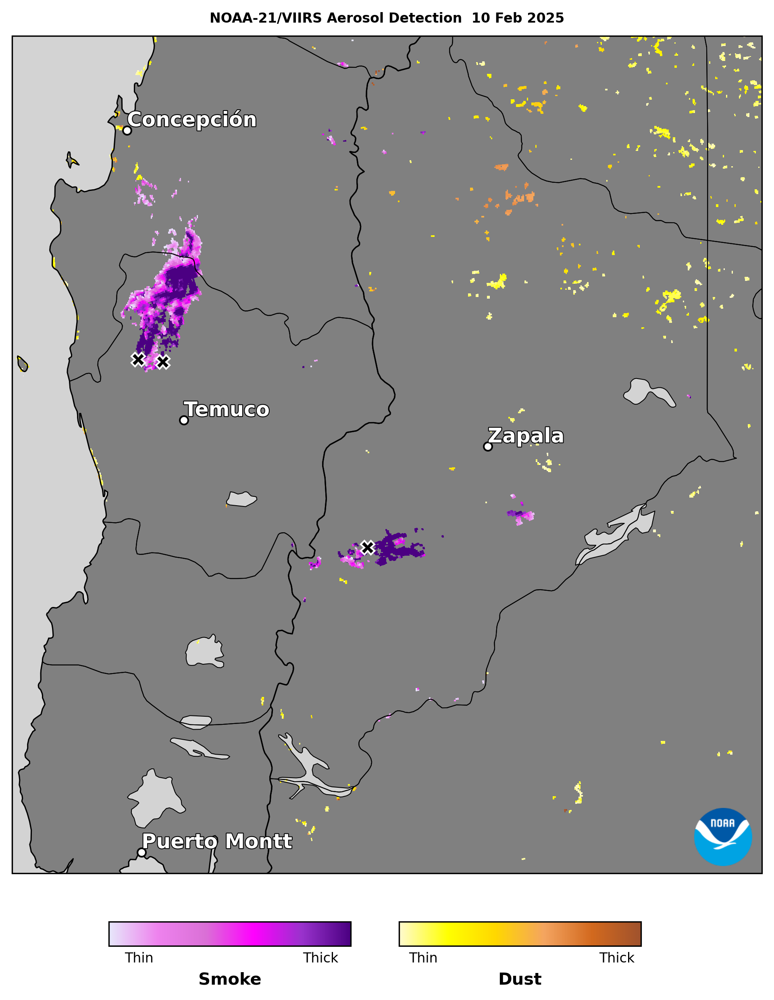 NOAA-21/VIIRS Aerosol Detection  10 Feb 2025
Concepción
Temuco
Zapala
NOAA
Puerto Montt
Thin
Thick
Thin
Thick
Smoke
Dust